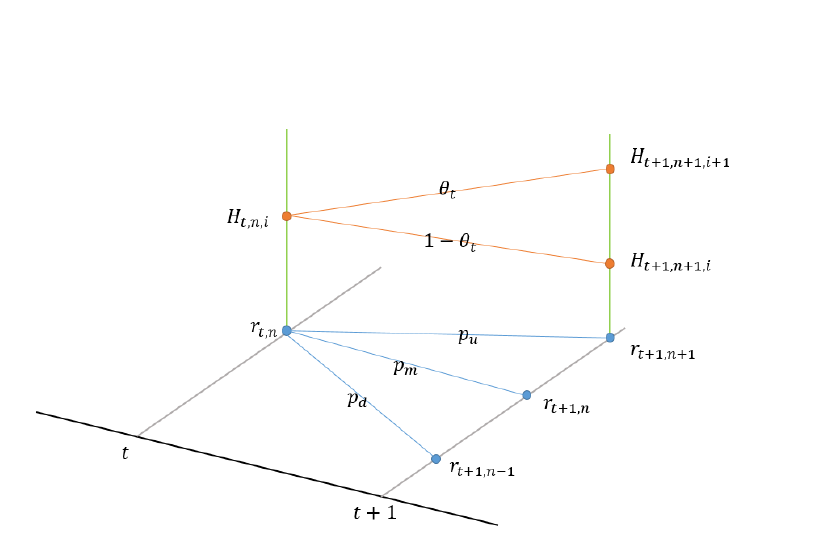 H_{t+1,n+1,i+1}
θ_t
H_{t,n,i}
1 − θ_t
H_{t+1,n+1,i}
r_{t,n}
p_u
r_{t+1,n+1}
p_m
p_d
r_{t+1,n}
t
r_{t+1,n−1}
t + 1